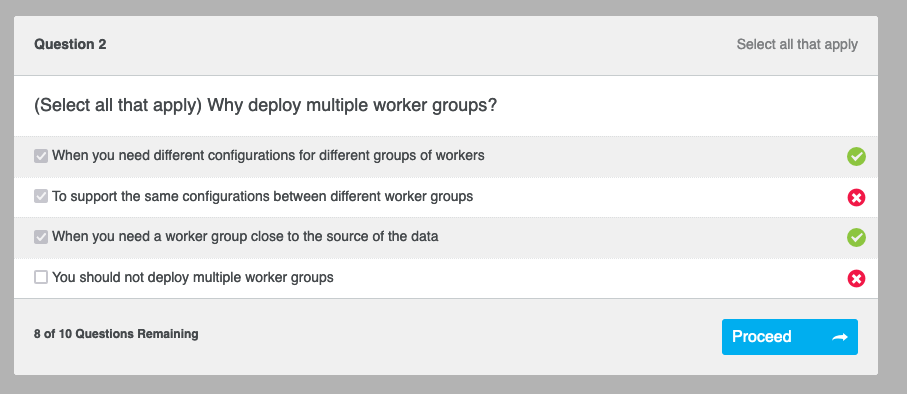 Question 2
Select all that apply
(Select all that apply) Why deploy multiple worker groups?
When you need different configurations for different groups of workers
To support the same configurations between different worker groups
When you need a worker group close to the source of the data
You should not deploy multiple worker groups
8 of 10 Questions Remaining
Proceed